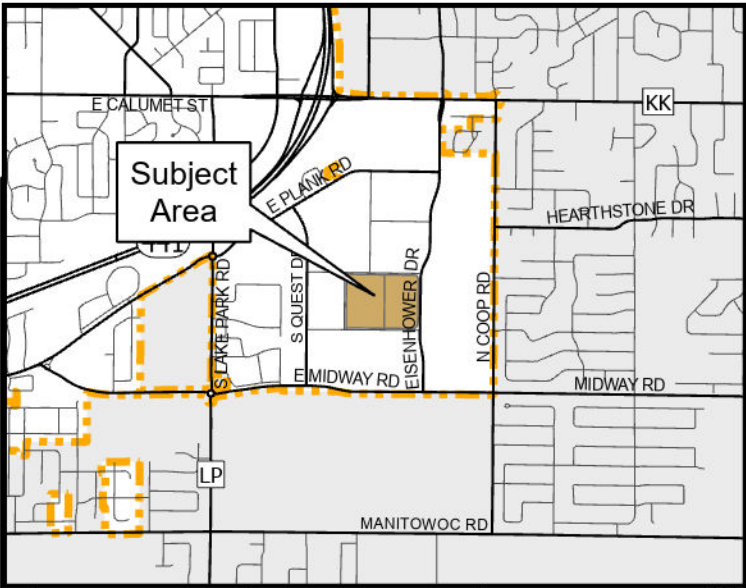 E CALUMET ST
KK
Subject
Area
E PLANK RD
HEARTHSTONE DR
441
S LAKE PARK RD
S QUEST DR
EISENHOWER DR
N COOP RD
E MIDWAY RD
MIDWAY RD
LP
MANITOWOC RD